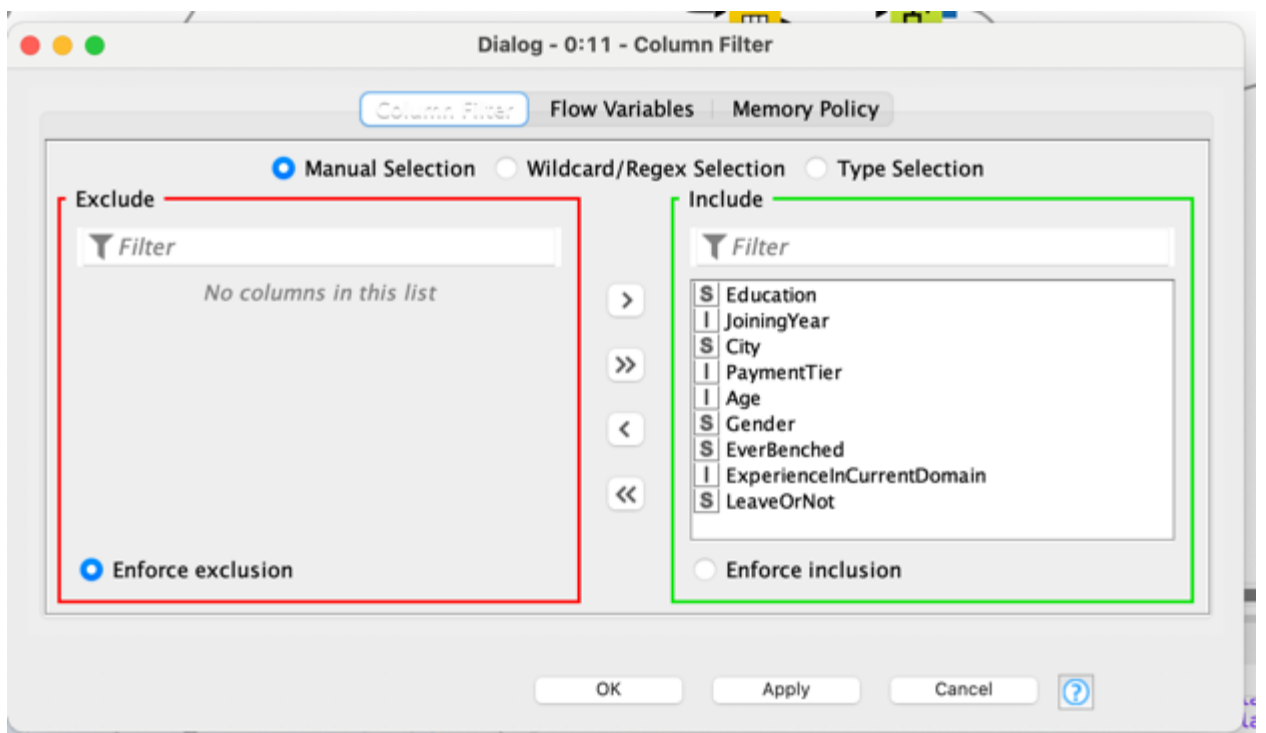 Dialog - 0:11 - Column Filter
Column Filter Flow Variables Memory Policy
Manual Selection Wildcard/Regex Selection Type Selection
Exclude
Include
Filter
Filter
No columns in this list
S Education
I JoiningYear
S City
I PaymentTier
I Age
S Gender
S EverBenched
I ExperienceInCurrentDomain
S LeaveOrNot
>
>>
<
<<
Enforce exclusion
Enforce inclusion
OK Apply Cancel ?